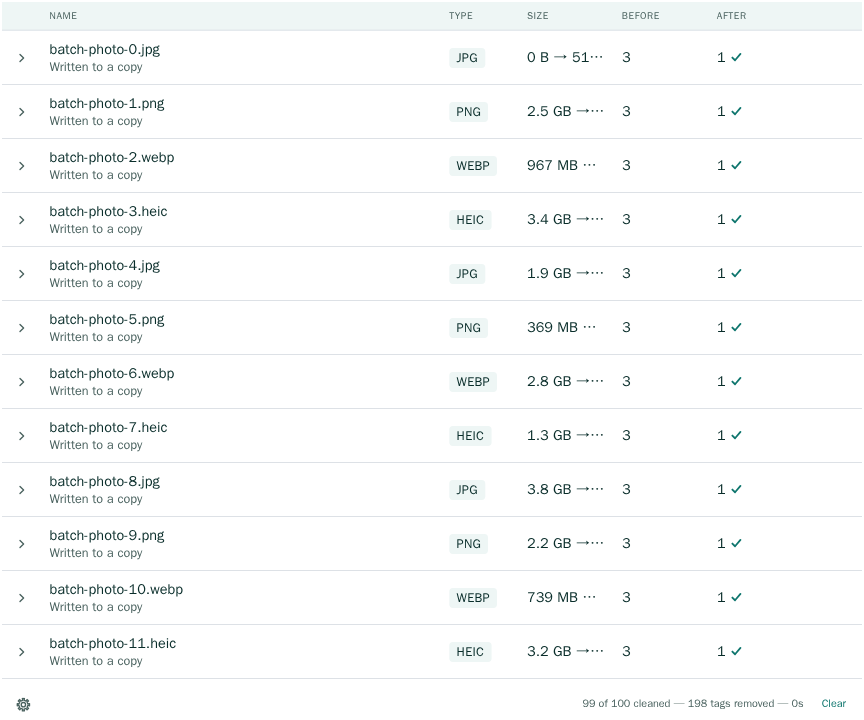 NAME TYPE SIZE BEFORE AFTER
batch-photo-0.jpg JPG 0 B → 51⋯ 3 1
Written to a copy
batch-photo-1.png PNG 2.5 GB →⋯ 3 1
Written to a copy
batch-photo-2.webp WEBP 967 MB ⋯ 3 1
Written to a copy
batch-photo-3.heic HEIC 3.4 GB →⋯ 3 1
Written to a copy
batch-photo-4.jpg JPG 1.9 GB →⋯ 3 1
Written to a copy
batch-photo-5.png PNG 369 MB ⋯ 3 1
Written to a copy
batch-photo-6.webp WEBP 2.8 GB →⋯ 3 1
Written to a copy
batch-photo-7.heic HEIC 1.3 GB →⋯ 3 1
Written to a copy
batch-photo-8.jpg JPG 3.8 GB →⋯ 3 1
Written to a copy
batch-photo-9.png PNG 2.2 GB →⋯ 3 1
Written to a copy
batch-photo-10.webp WEBP 739 MB ⋯ 3 1
Written to a copy
batch-photo-11.heic HEIC 3.2 GB →⋯ 3 1
Written to a copy
99 of 100 cleaned — 198 tags removed — 0s Clear